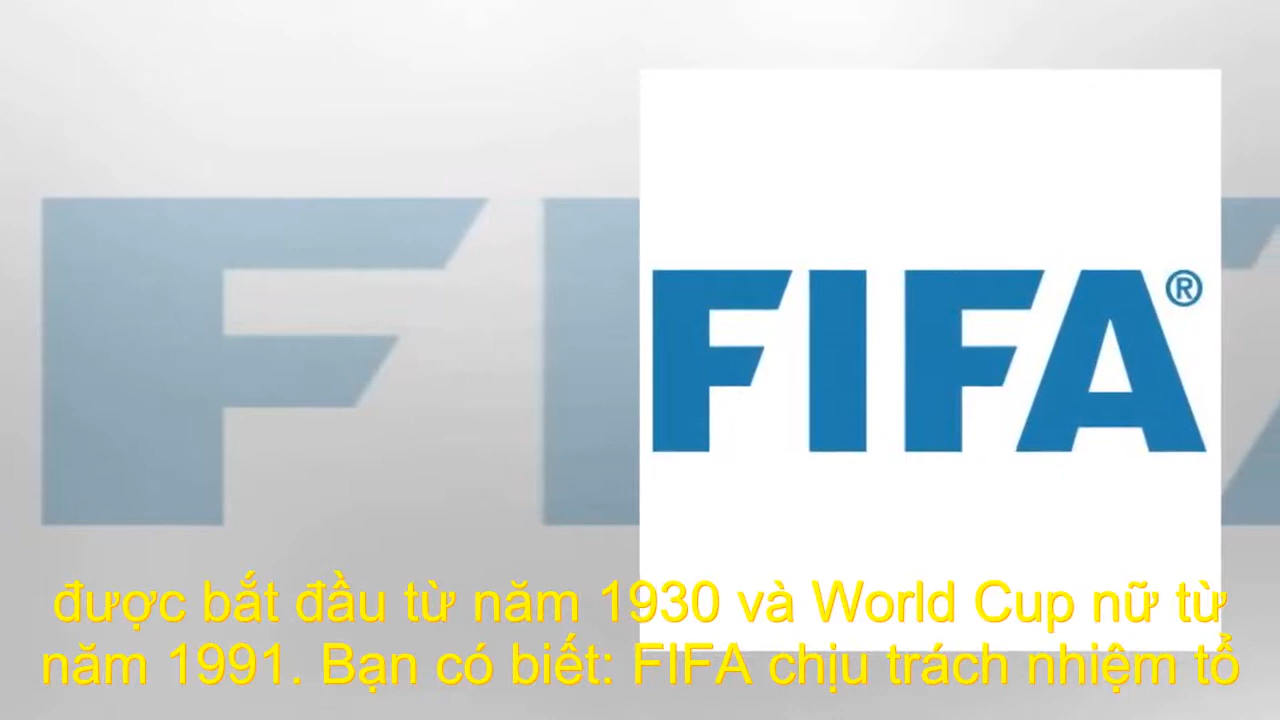 FIFA®
được bắt đầu từ năm 1930 và World Cup nữ từ
năm 1991. Bạn có biết: FIFA chịu trách nhiệm tổ